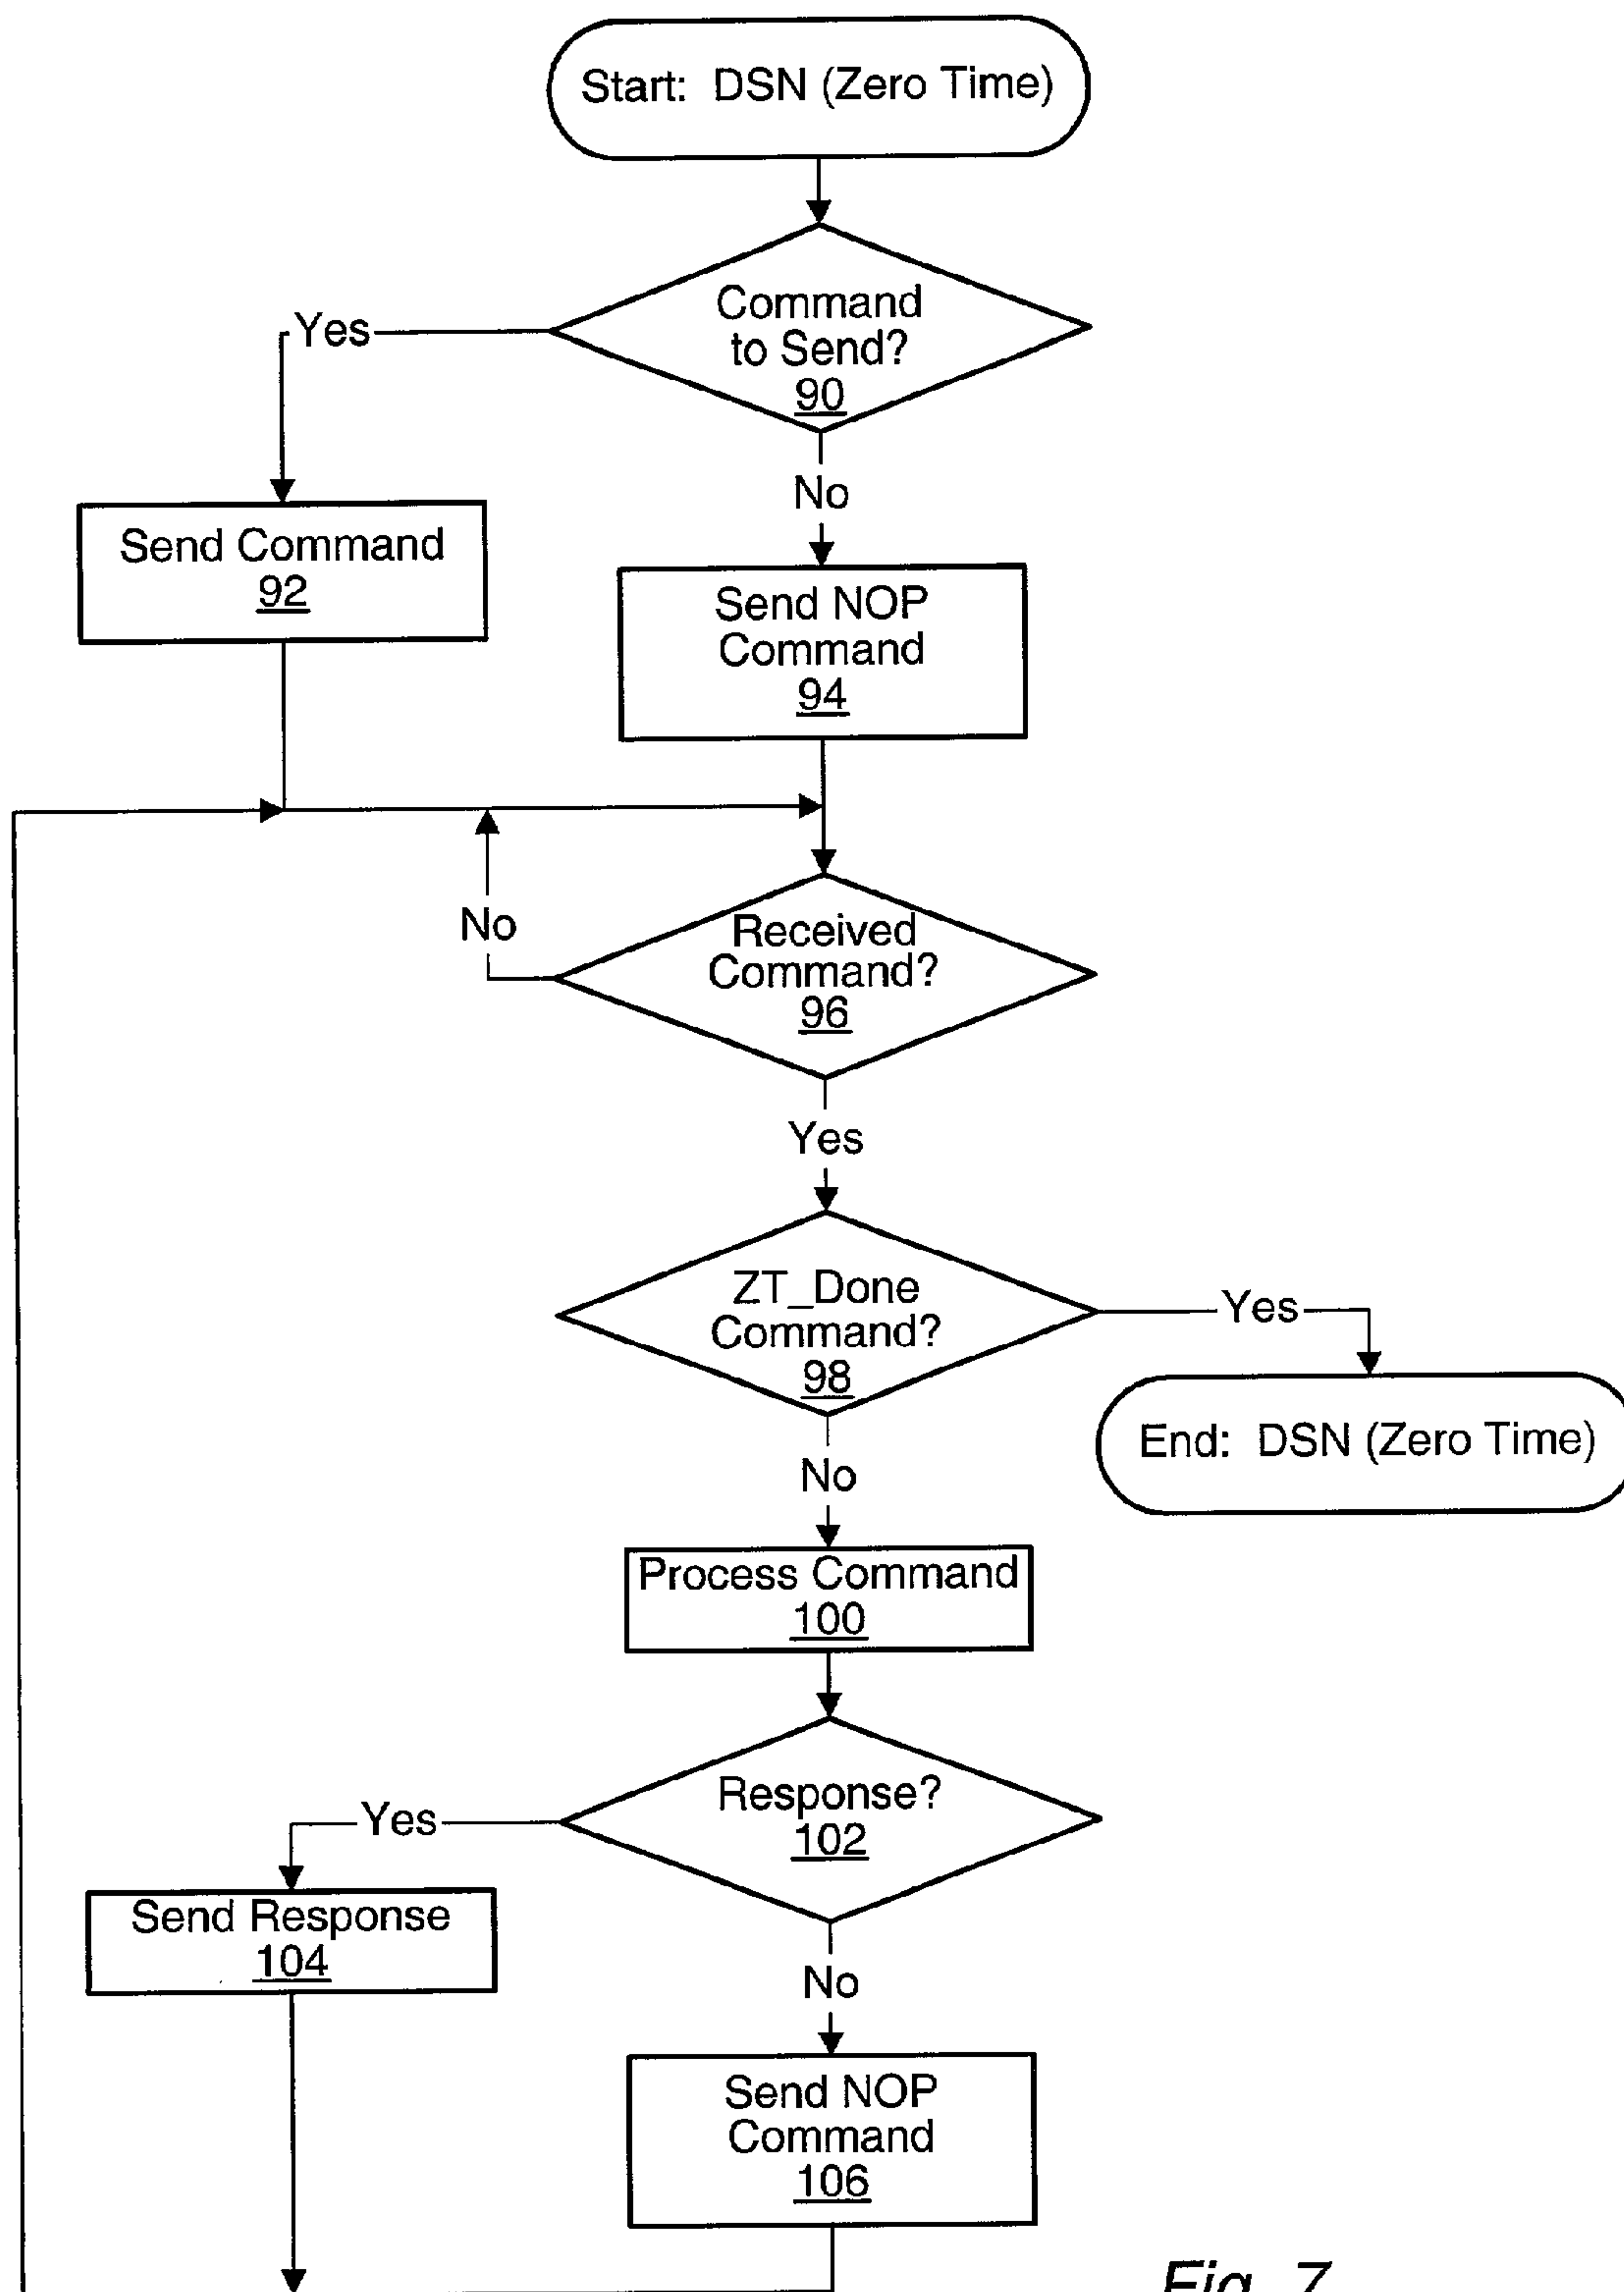 Start: DSN (Zero Time)
Command
to Send?
90
Yes
No
Send Command
92
Send NOP
Command
94
No
Received
Command?
96
Yes
ZT_Done
Command?
98
Yes
End: DSN (Zero Time)
No
Process Command
100
Response?
102
Yes
Send Response
104
No
Send NOP
Command
106
Fig. 7